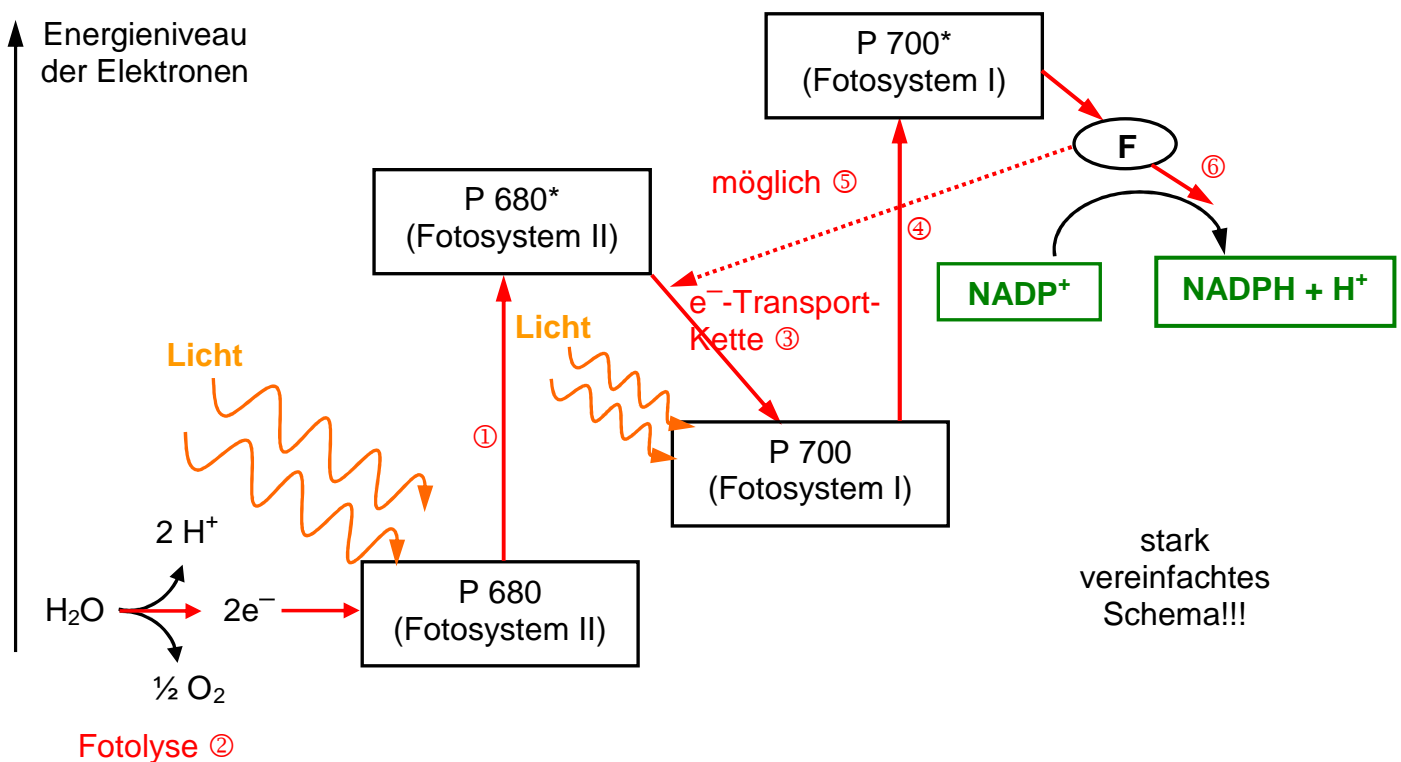 Energieniveau
der Elektronen
P 700*
(Fotosystem I)
F
⑥
möglich ⑤
P 680*
(Fotosystem II)
④
NADP⁺
NADPH + H⁺
e⁻-Transport-
Kette ③
Licht
Licht
①
P 700
(Fotosystem I)
2 H⁺
H₂O
2e⁻
½ O₂
P 680
(Fotosystem II)
stark
vereinfachtes
Schema!!!
Fotolyse ②